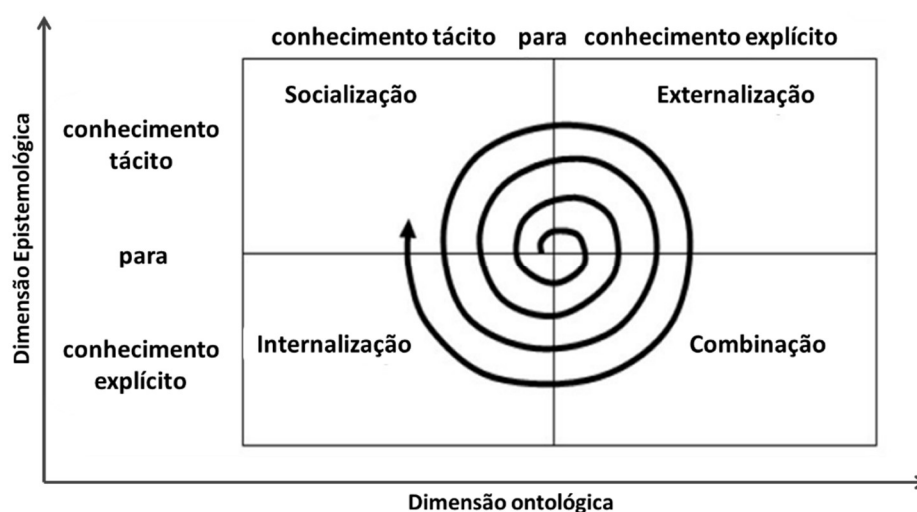 conhecimento tácito para conhecimento explícito
Socialização
Externalização
Dimensão Epistemológica
conhecimento
tácito
para
conhecimento
explícito
Internalização
Combinação
Dimensão ontológica